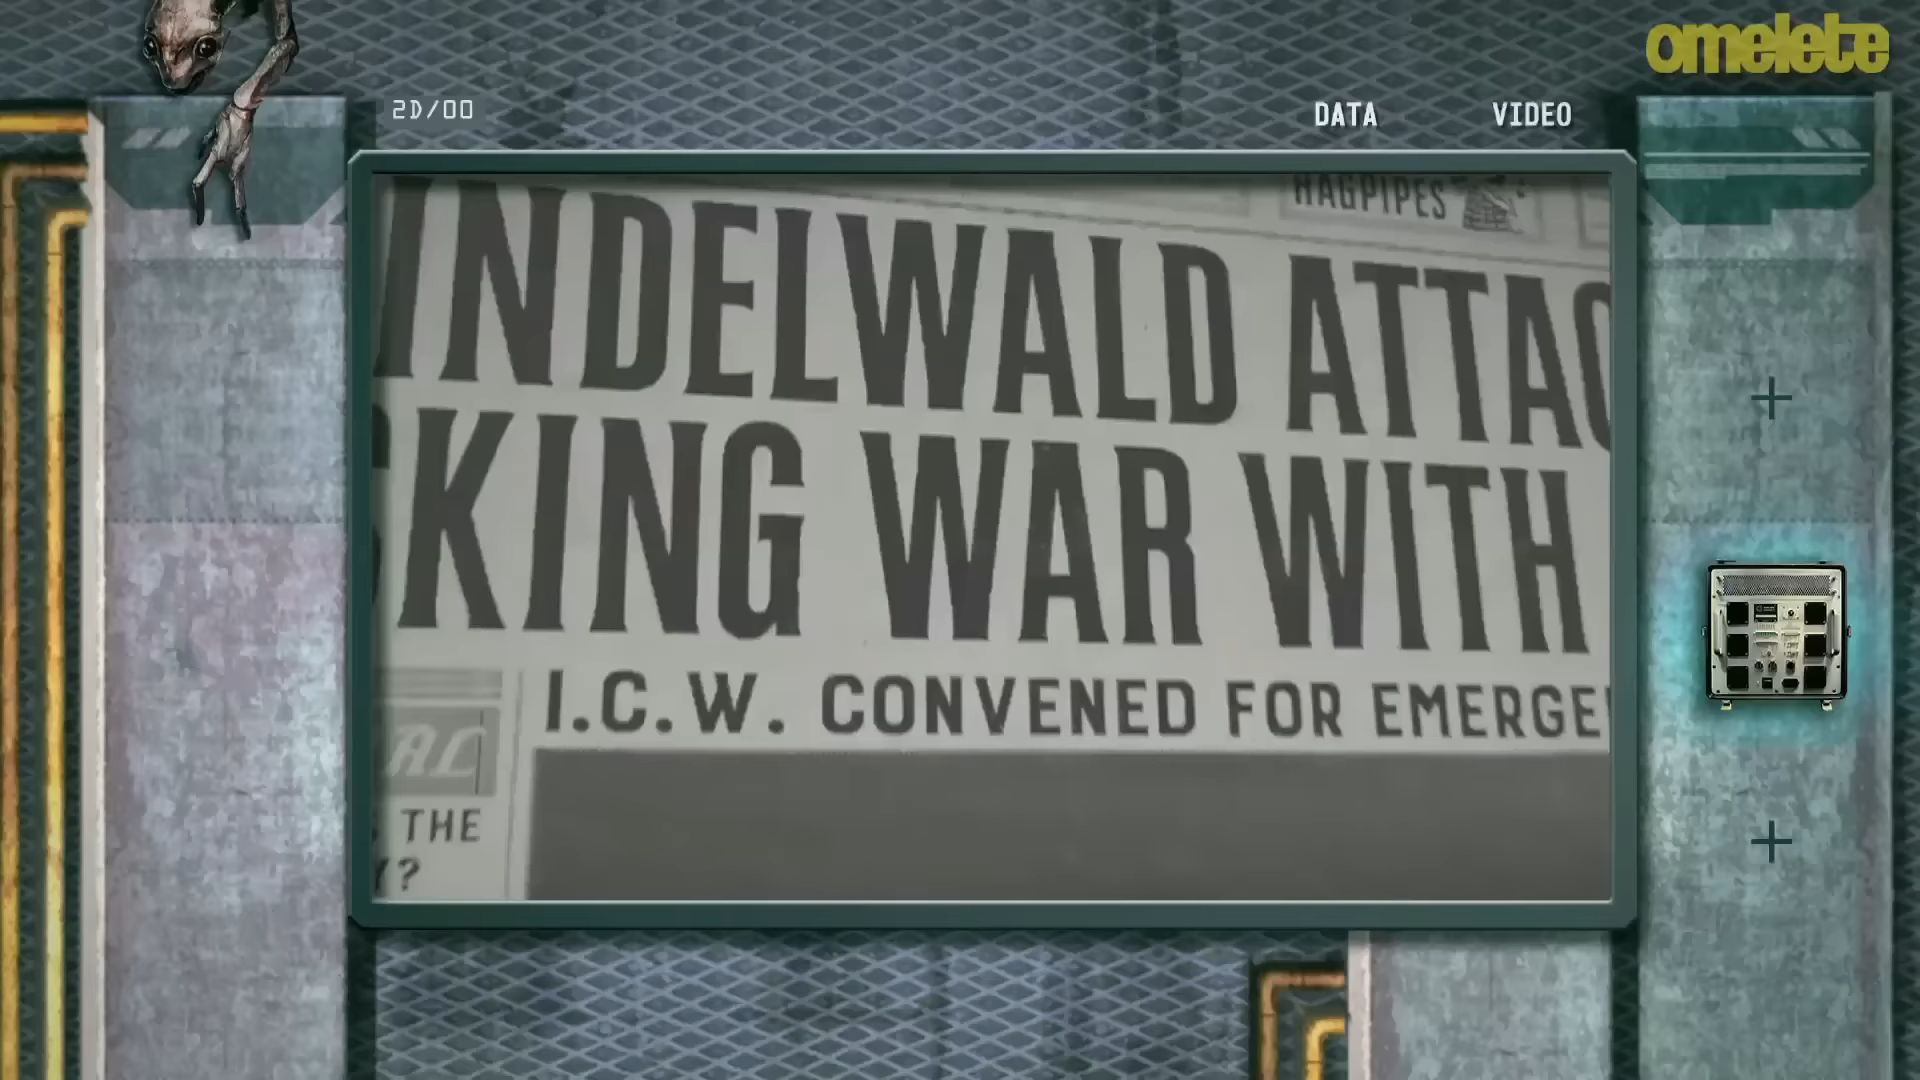 omelete
2D/00
DATA VIDEO
HAGPIPES
INDELWALD ATTAC
KING WAR WITH
I.C.W. CONVENED FOR EMERGE
AL
THE
Y?